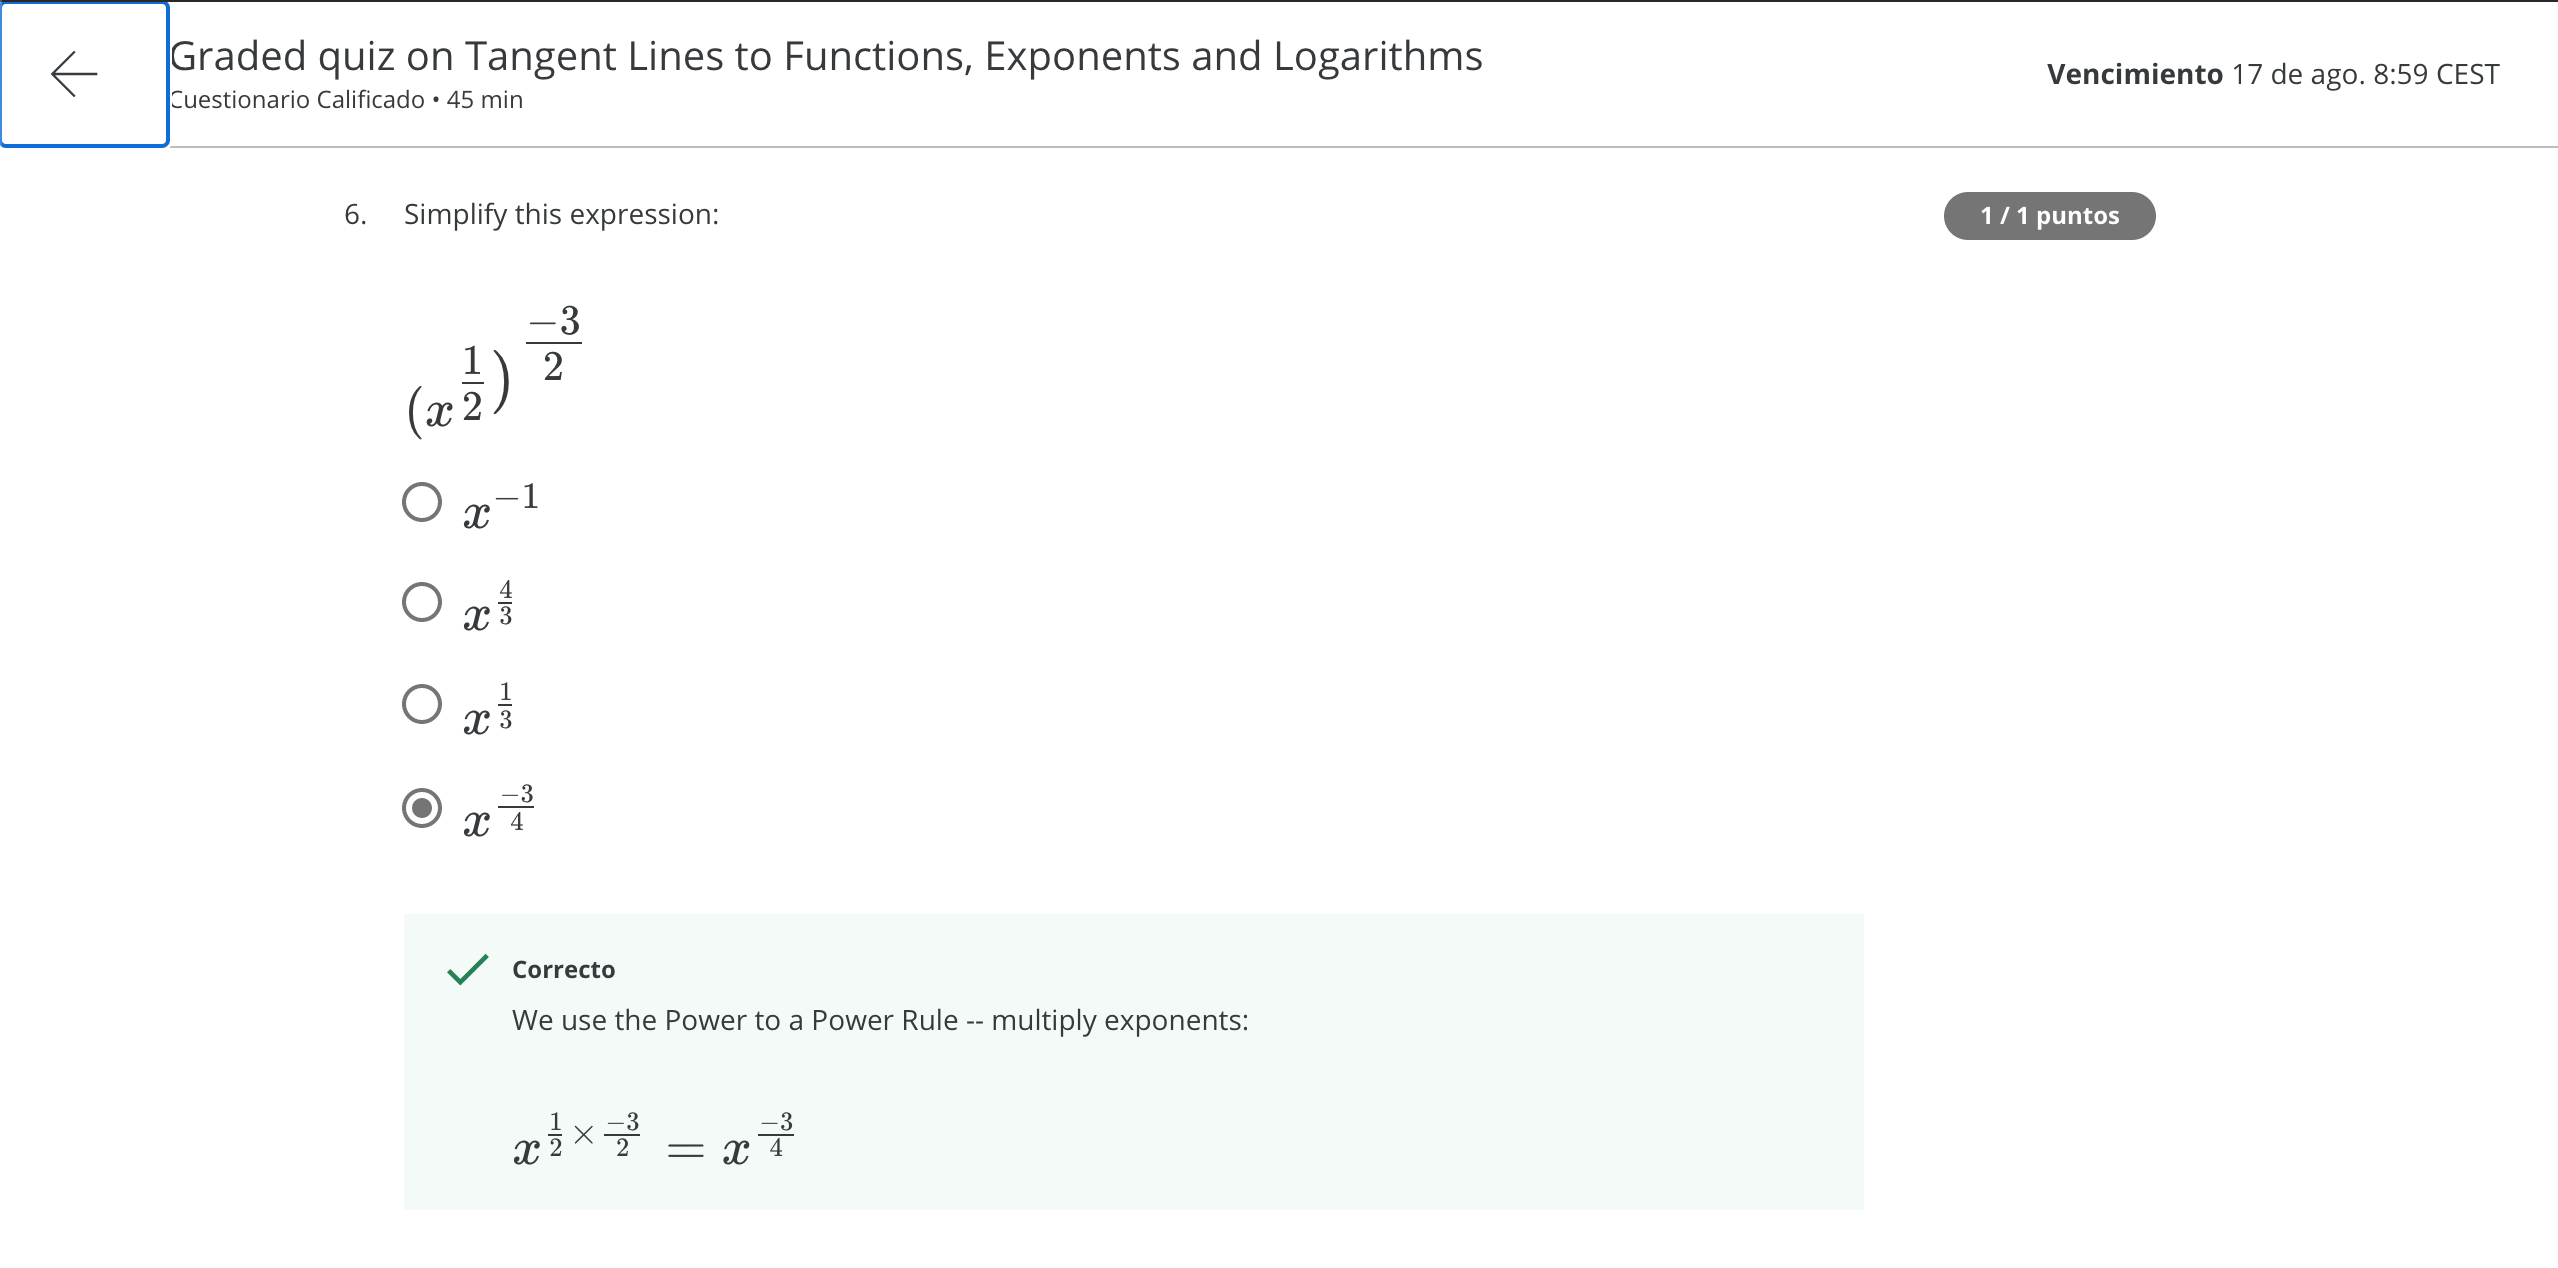 Graded quiz on Tangent Lines to Functions, Exponents and Logarithms
Cuestionario Calificado • 45 min
Vencimiento 17 de ago. 8:59 CEST
6. Simplify this expression:
1 / 1 puntos
(x^{\frac{1}{2}})^{\frac{-3}{2}}
x^{-1}
x^{\frac{4}{3}}
x^{\frac{1}{3}}
x^{\frac{-3}{4}}
Correcto
We use the Power to a Power Rule -- multiply exponents:
x^{\frac{1}{2} \times \frac{-3}{2}} = x^{\frac{-3}{4}}